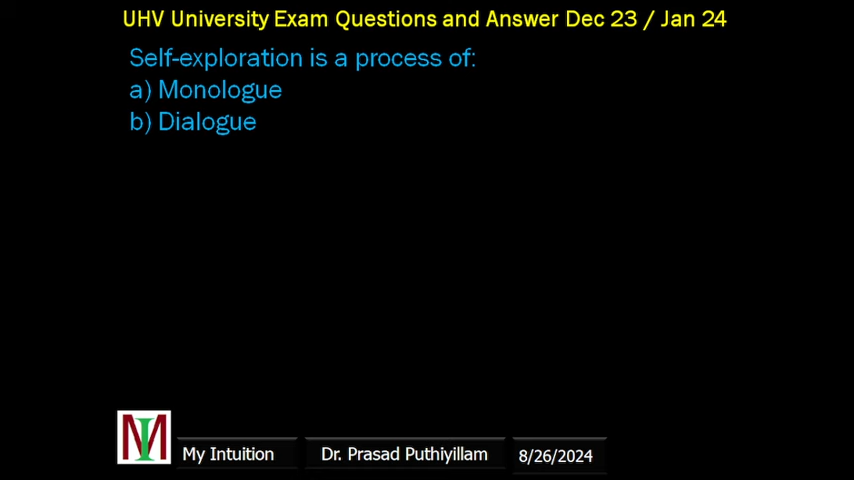 UHV University Exam Questions and Answer Dec 23 / Jan 24
Self-exploration is a process of:
a) Monologue
b) Dialogue
MI
My Intuition
Dr. Prasad Puthiyillam
8/26/2024